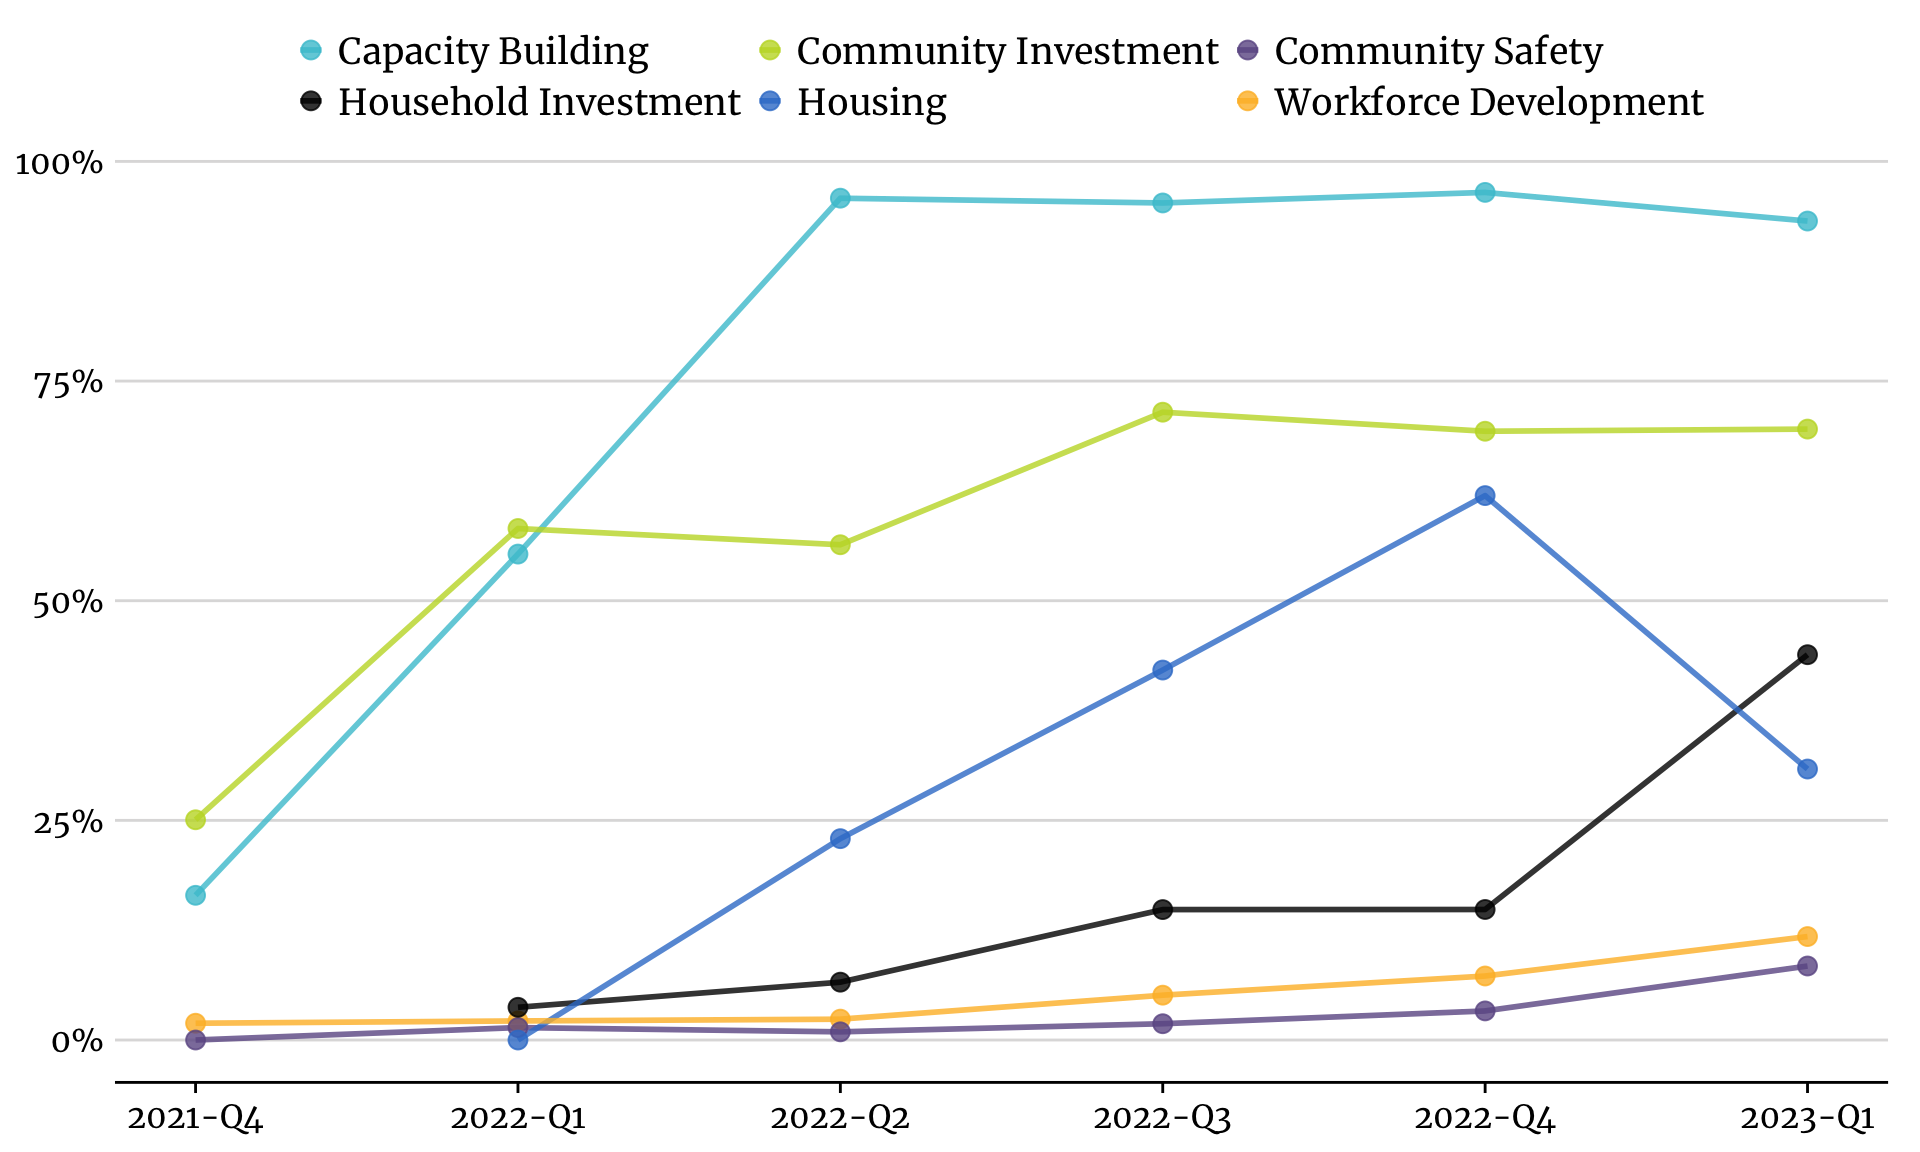 Capacity Building Community Investment Community Safety
Household Investment Housing Workforce Development
100%
75%
50%
25%
0%
2021-Q4 2022-Q1 2022-Q2 2022-Q3 2022-Q4 2023-Q1